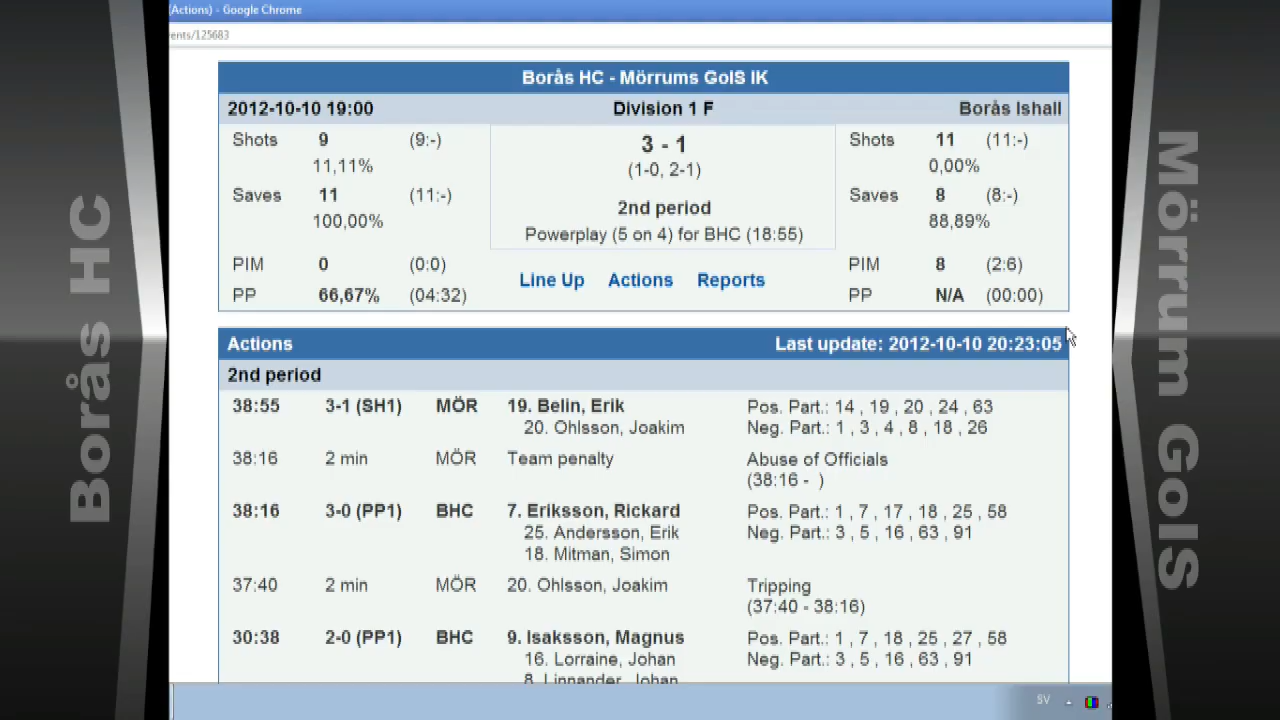 (Actions) - Google Chrome
ents/125683
Borås HC - Mörrums GoIS IK
2012-10-10 19:00 Division 1 F Borås Ishall
Shots 9 (9:-) 3 - 1 Shots 11 (11:-)
11,11% (1-0, 2-1) 0,00%
Saves 11 (11:-) 2nd period Saves 8 (8:-)
100,00% Powerplay (5 on 4) for BHC (18:55) 88,89%
PIM 0 (0:0) Line Up Actions Reports PIM 8 (2:6)
PP 66,67% (04:32) PP N/A (00:00)
Actions Last update: 2012-10-10 20:23:05
2nd period
38:55 3-1 (SH1) MÖR 19. Belin, Erik Pos. Part.: 14 , 19 , 20 , 24 , 63
20. Ohlsson, Joakim Neg. Part.: 1 , 3 , 4 , 8 , 18 , 26
38:16 2 min MÖR Team penalty Abuse of Officials
(38:16 - )
38:16 3-0 (PP1) BHC 7. Eriksson, Rickard Pos. Part.: 1 , 7 , 17 , 18 , 25 , 58
25. Andersson, Erik Neg. Part.: 3 , 5 , 16 , 63 , 91
18. Mitman, Simon
37:40 2 min MÖR 20. Ohlsson, Joakim Tripping
(37:40 - 38:16)
30:38 2-0 (PP1) BHC 9. Isaksson, Magnus Pos. Part.: 1 , 7 , 18 , 25 , 27 , 58
16. Lorraine, Johan Neg. Part.: 3 , 5 , 16 , 63 , 91
8. Linnander, Johan
SV
Borås HC
Mörrum GoIS